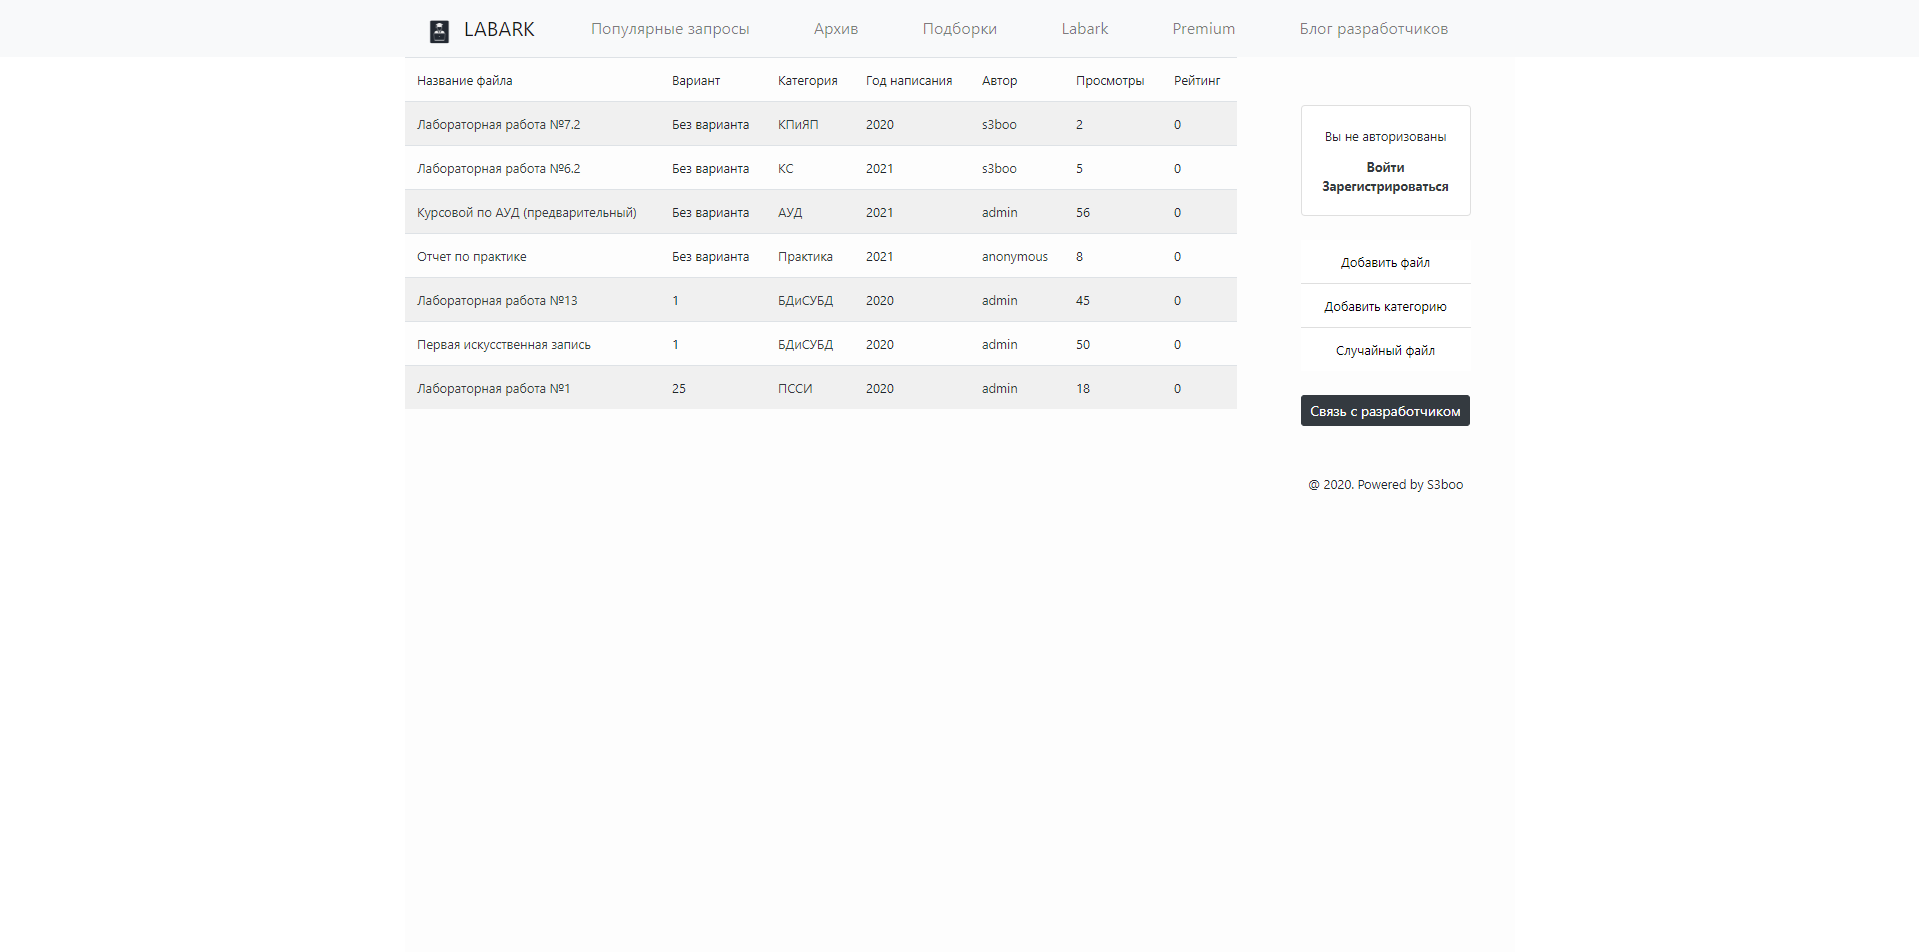 LABARK Популярные запросы Архив Подборки Labark Premium Блог разработчиков
Название файла Вариант Категория Год написания Автор Просмотры Рейтинг
Лабораторная работа №7.2 Без варианта КПиЯП 2020 s3boo 2 0
Лабораторная работа №6.2 Без варианта КС 2021 s3boo 5 0
Курсовой по АУД (предварительный) Без варианта АУД 2021 admin 56 0
Отчет по практике Без варианта Практика 2021 anonymous 8 0
Лабораторная работа №13 1 БДиСУБД 2020 admin 45 0
Первая искусственная запись 1 БДиСУБД 2020 admin 50 0
Лабораторная работа №1 25 ПССИ 2020 admin 18 0
Вы не авторизованы
Войти
Зарегистрироваться
Добавить файл
Добавить категорию
Случайный файл
Связь с разработчиком
@ 2020. Powered by S3boo